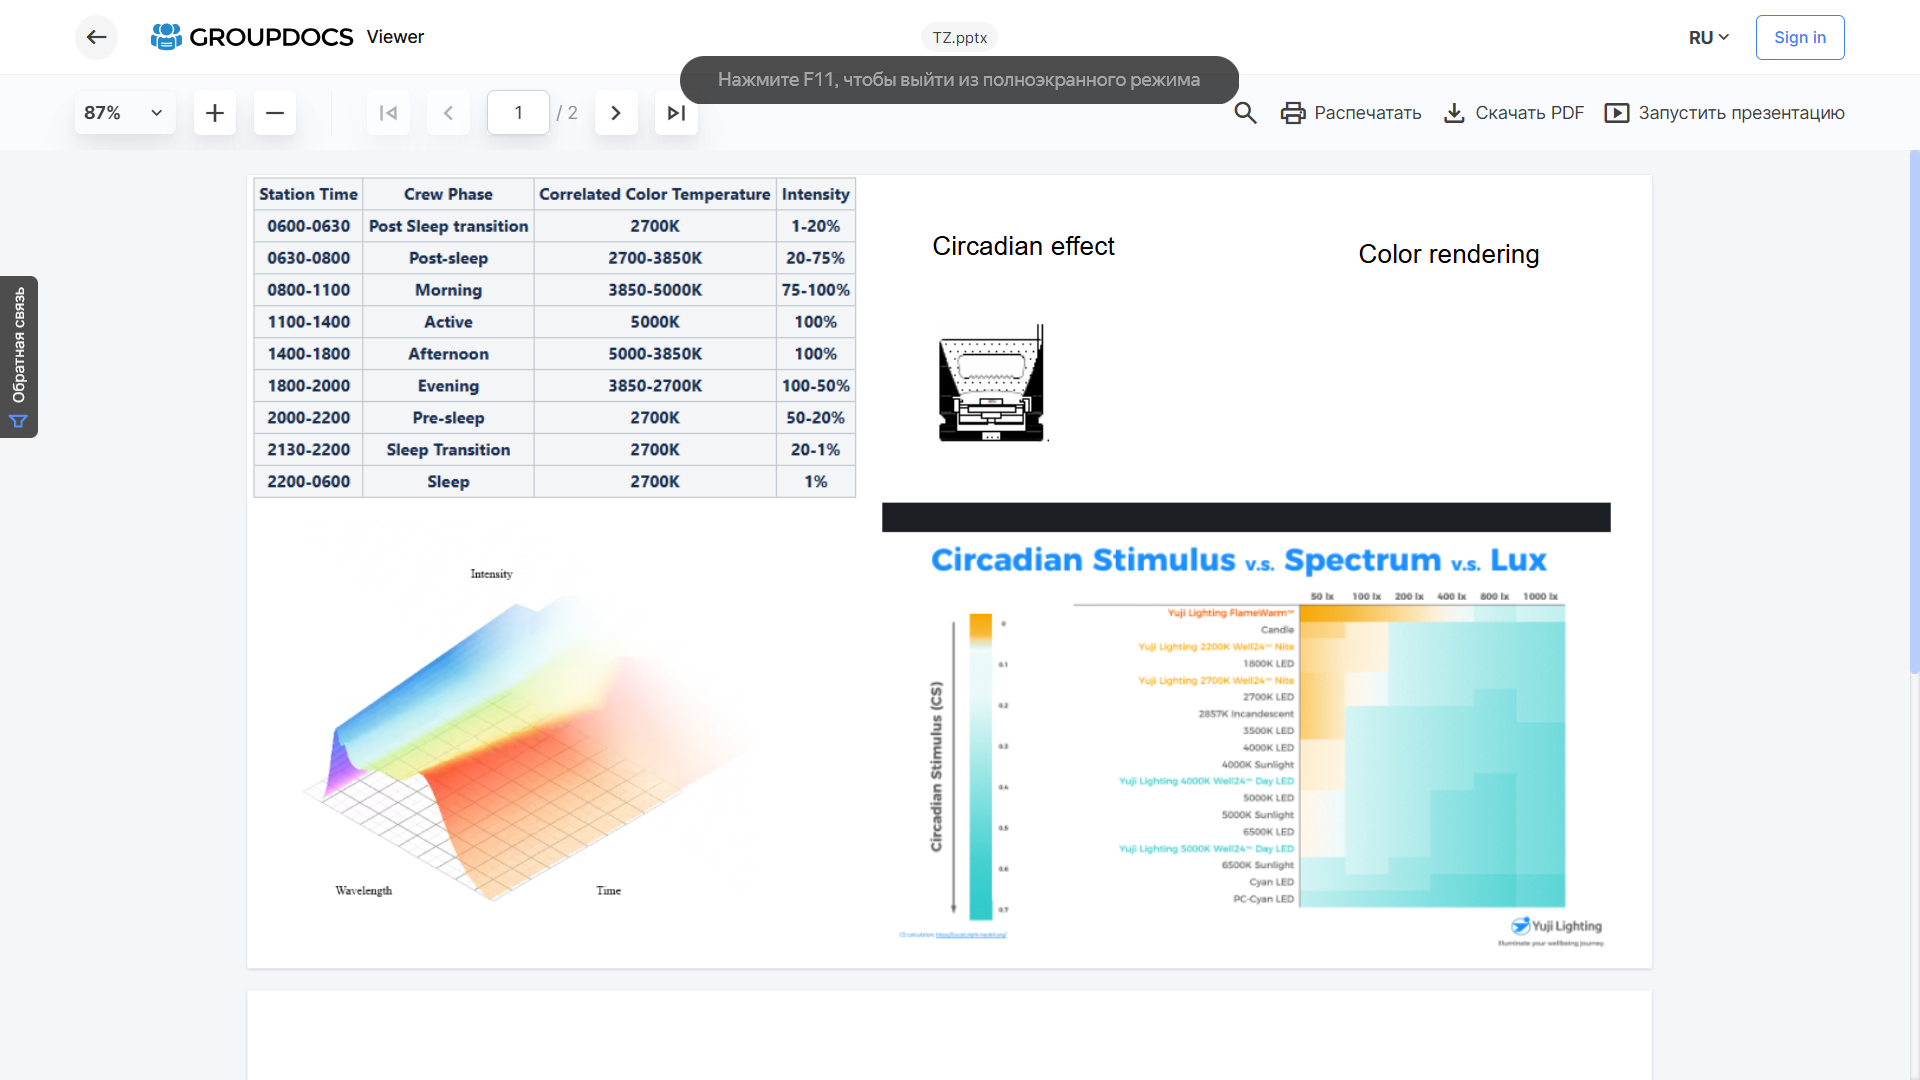 GROUPDOCS Viewer
TZ.pptx
RU
Sign in
Нажмите F11, чтобы выйти из полноэкранного режима
87%
1 / 2
Распечатать
Скачать PDF
Запустить презентацию
Обратная связь
Station Time Crew Phase Correlated Color Temperature Intensity
0600-0630 Post Sleep transition 2700K 1-20%
0630-0800 Post-sleep 2700-3850K 20-75%
0800-1100 Morning 3850-5000K 75-100%
1100-1400 Active 5000K 100%
1400-1800 Afternoon 5000-3850K 100%
1800-2000 Evening 3850-2700K 100-50%
2000-2200 Pre-sleep 2700K 50-20%
2130-2200 Sleep Transition 2700K 20-1%
2200-0600 Sleep 2700K 1%
Circadian effect
Color rendering
Intensity
Wavelength
Time
Circadian Stimulus v.s. Spectrum v.s. Lux
50 lx 100 lx 200 lx 400 lx 800 lx 1000 lx
Yuji Lighting FlameWarm™
Candle
Yuji Lighting 2200K Well24™ Nite
1800K LED
Yuji Lighting 2700K Well24™ Nite
2700K LED
2857K Incandescent
3500K LED
4000K LED
4000K Sunlight
Yuji Lighting 4000K Well24™ Day LED
5000K LED
5000K Sunlight
6500K LED
Yuji Lighting 5000K Well24™ Day LED
6500K Sunlight
Cyan LED
PC-Cyan LED
Circadian Stimulus (CS)
0
0.1
0.2
0.3
0.4
0.5
0.6
0.7
CS calculation:
Yuji Lighting
Illuminate your wellbeing journey.